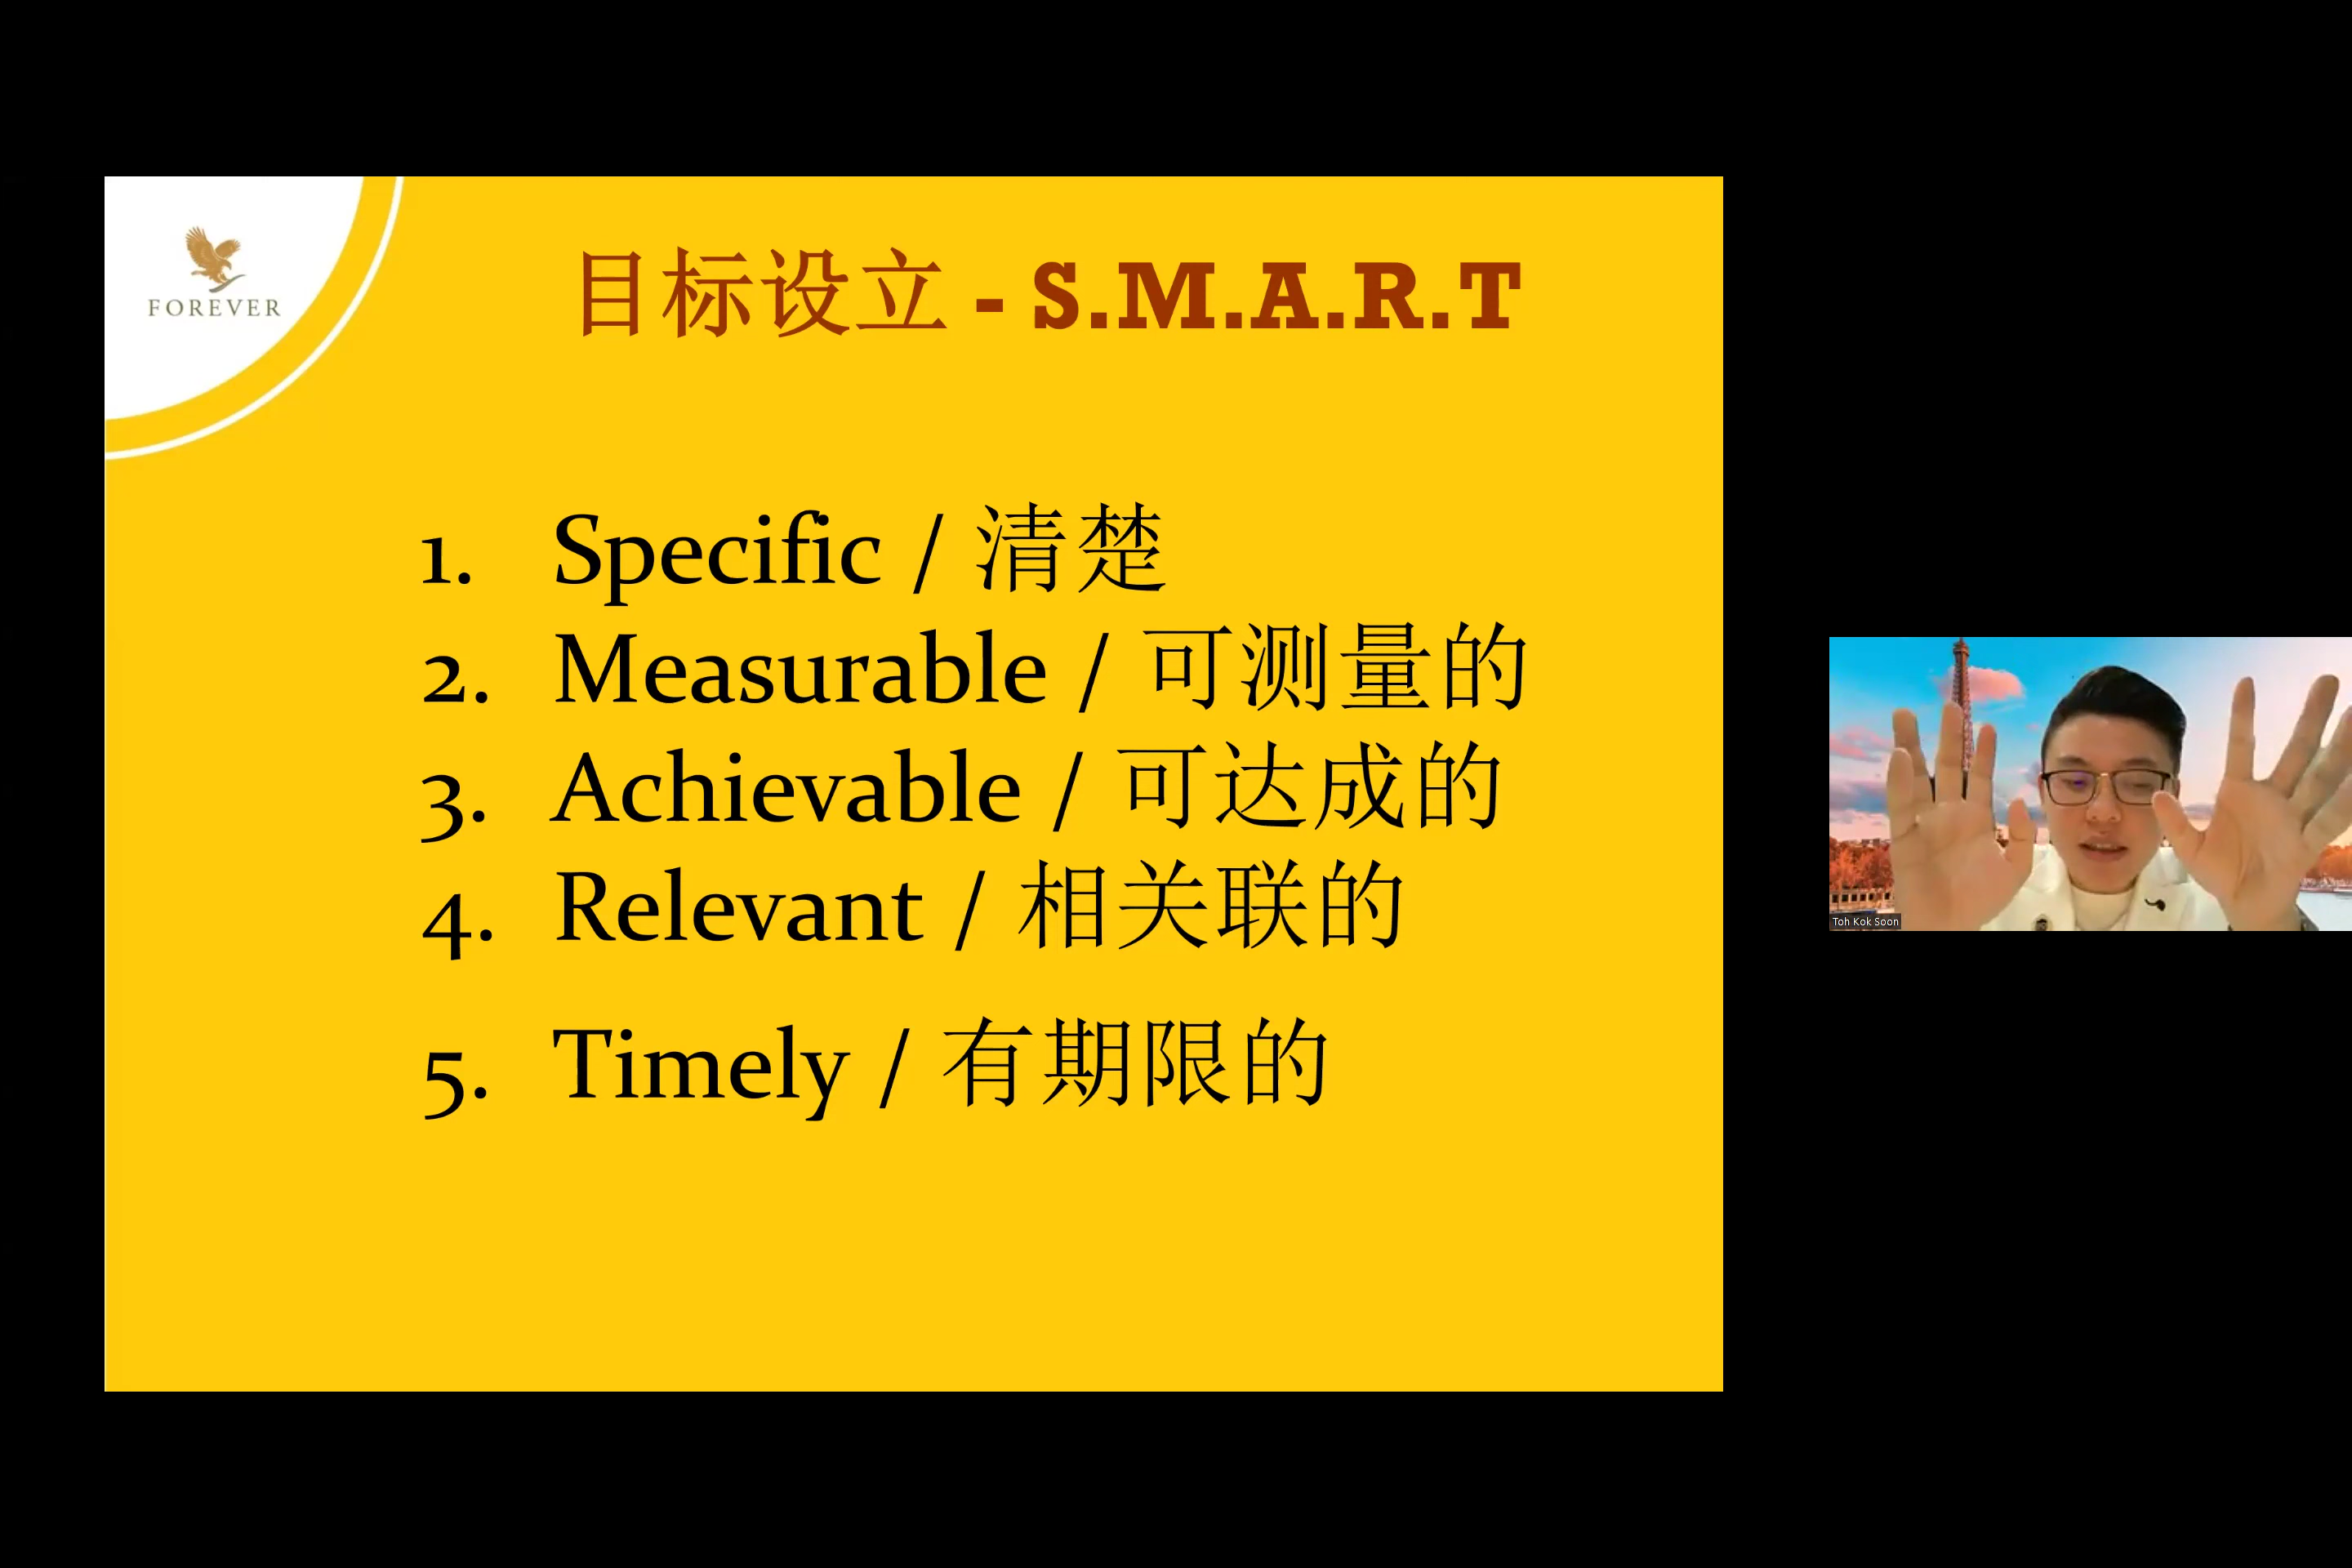 FOREVER
目标设立 - S.M.A.R.T
1. Specific / 清楚
2. Measurable / 可测量的
3. Achievable / 可达成的
4. Relevant / 相关联的
5. Timely / 有期限的
Toh Kok Soon